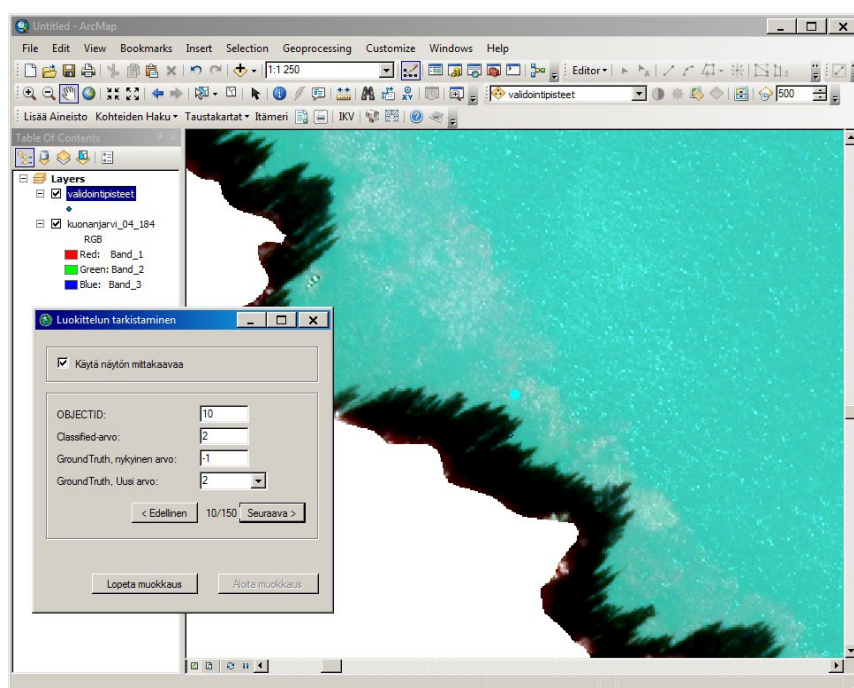 Untitled - ArcMap
File Edit View Bookmarks Insert Selection Geoprocessing Customize Windows Help
1:1 250 Editor
validointipisteet 500
Lisää Aineisto Kohteiden Haku Taustakartat Itämeri IKV
Table Of Contents
Layers
validointipisteet
kuonanjarvi_04_184
RGB
Red: Band_1
Green: Band_2
Blue: Band_3
Luokittelun tarkistaminen
Käytä näytön mittakaavaa
OBJECTID: 10
Classified-arvo: 2
GroundTruth, nykyinen arvo: -1
GroundTruth, Uusi arvo: 2
< Edellinen 10/150 Seuraava >
Lopeta muokkaus Aloita muokkaus